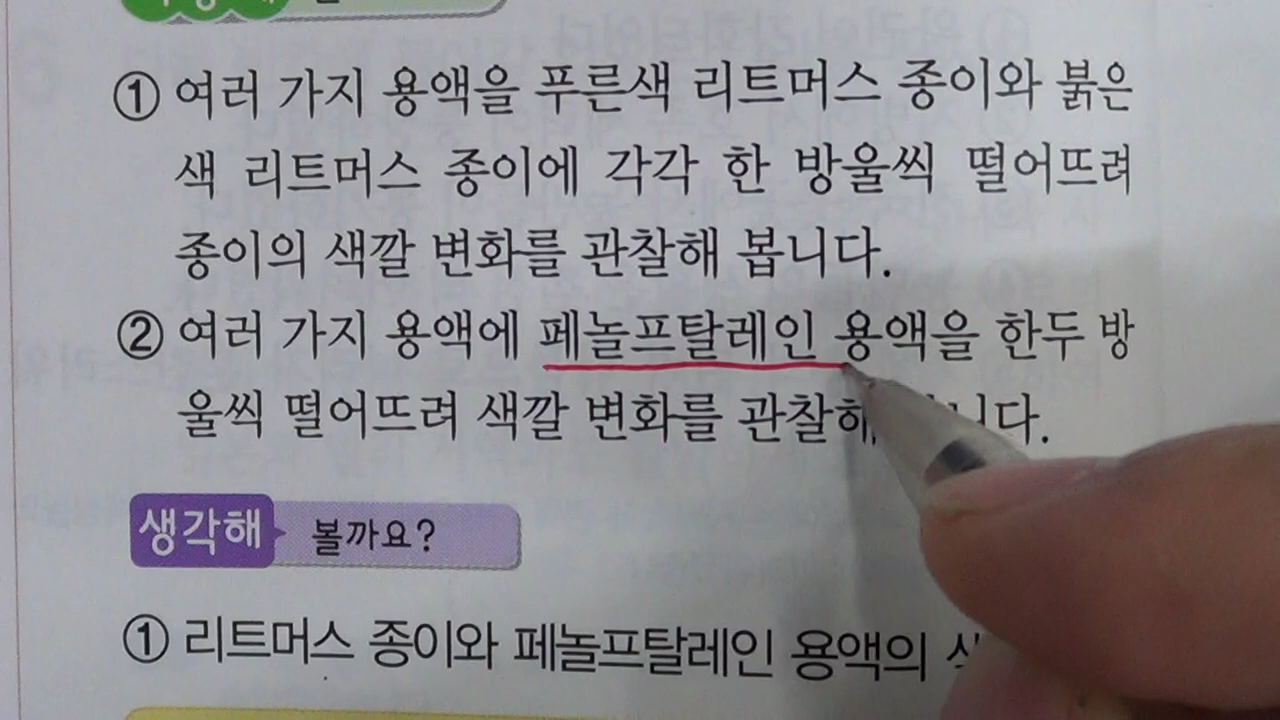 ① 여러 가지 용액을 푸른색 리트머스 종이와 붉은
색 리트머스 종이에 각각 한 방울씩 떨어뜨려
종이의 색깔 변화를 관찰해 봅니다.
② 여러 가지 용액에 페놀프탈레인 용액을 한두 방
울씩 떨어뜨려 색깔 변화를 관찰해
생각해 볼까요?
① 리트머스 종이와 페놀프탈레인 용액의